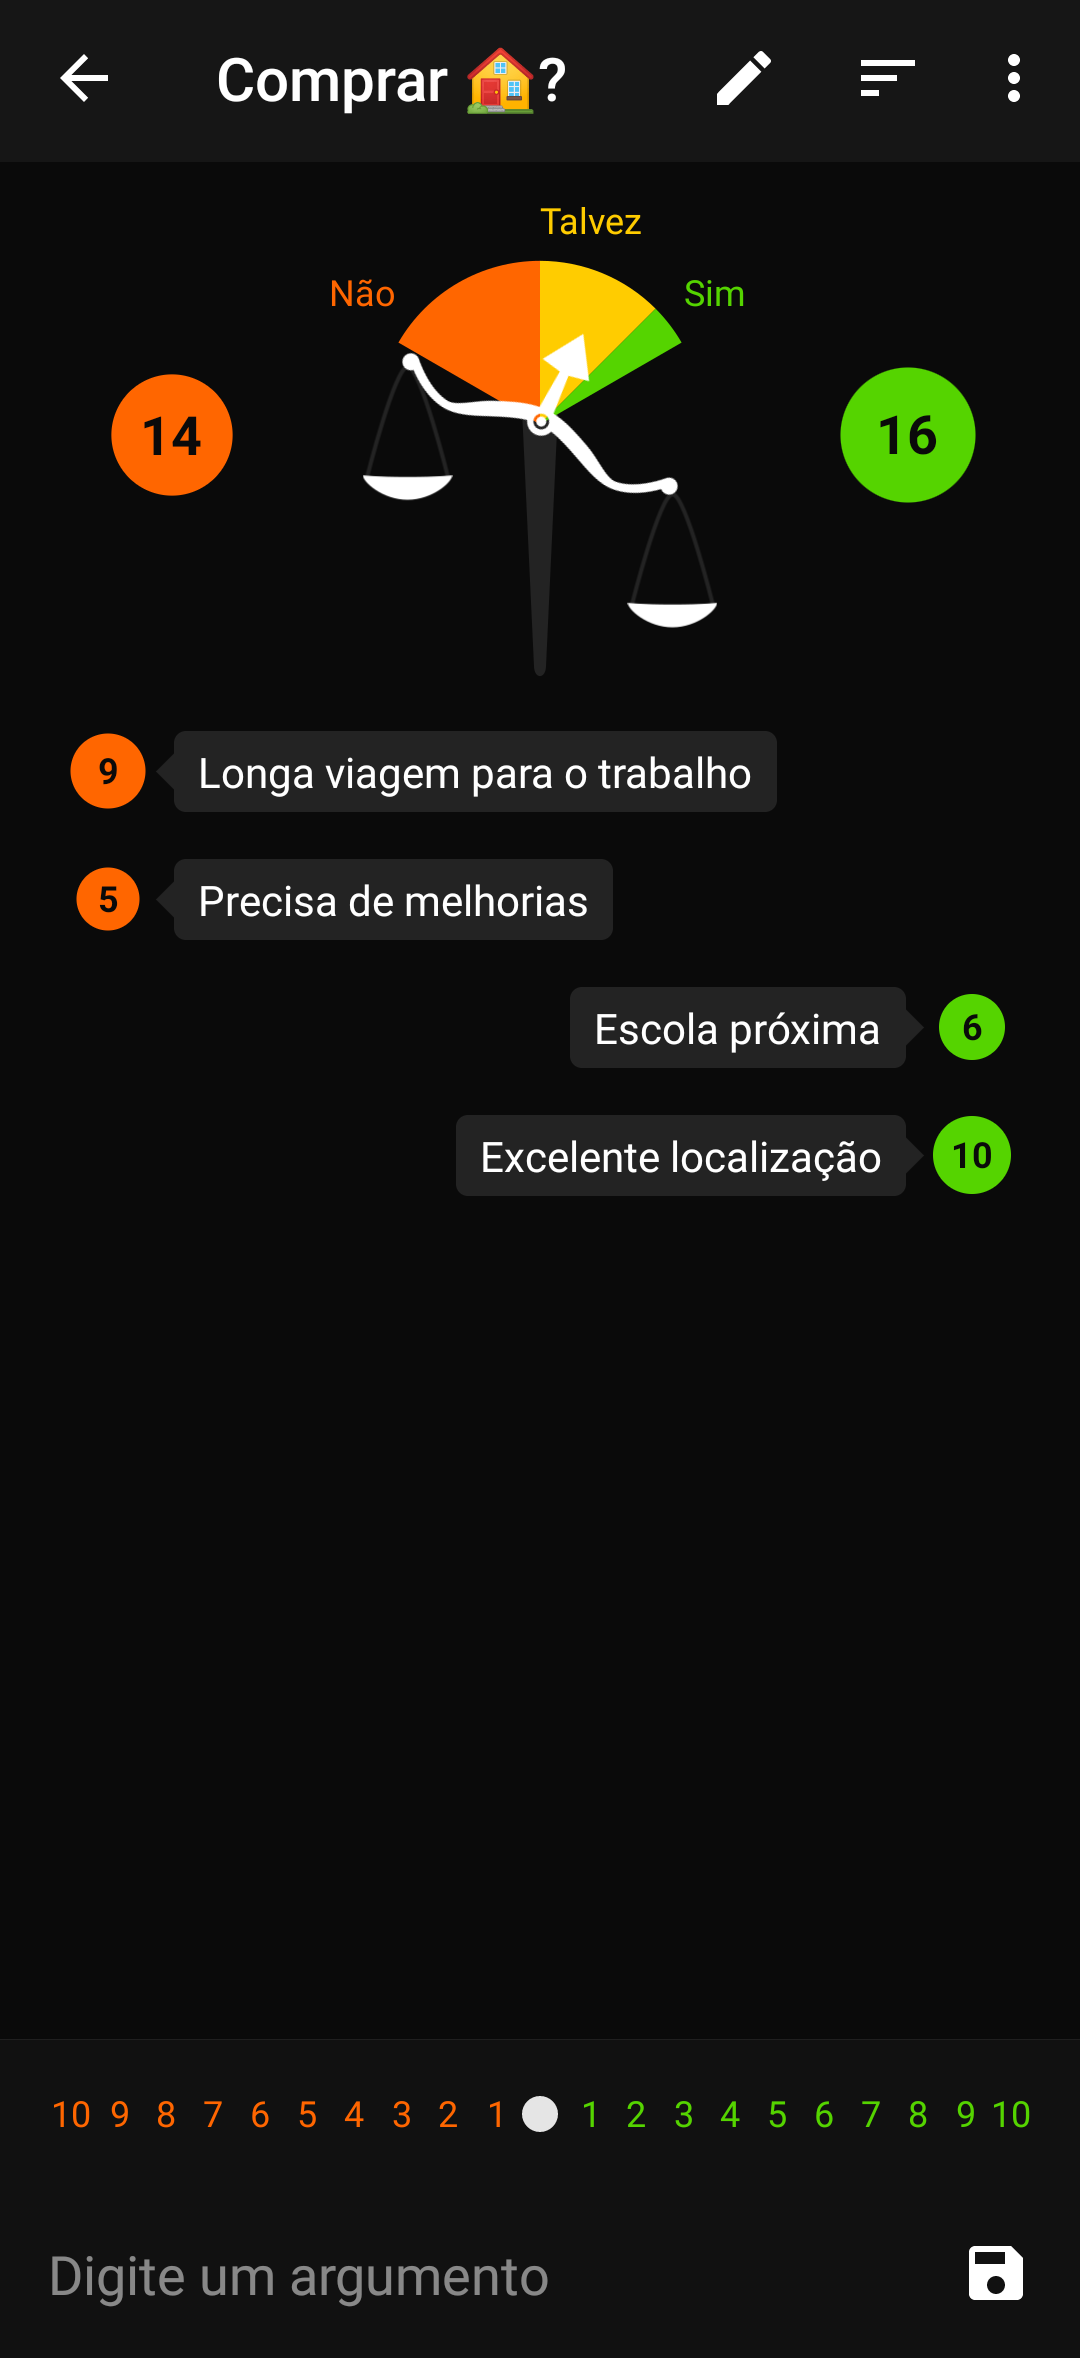 Comprar 🏠?
Talvez
Não
Sim
14
16
9 Longa viagem para o trabalho
5 Precisa de melhorias
Escola próxima 6
Excelente localização 10
10 9 8 7 6 5 4 3 2 1 1 2 3 4 5 6 7 8 9 10
Digite um argumento